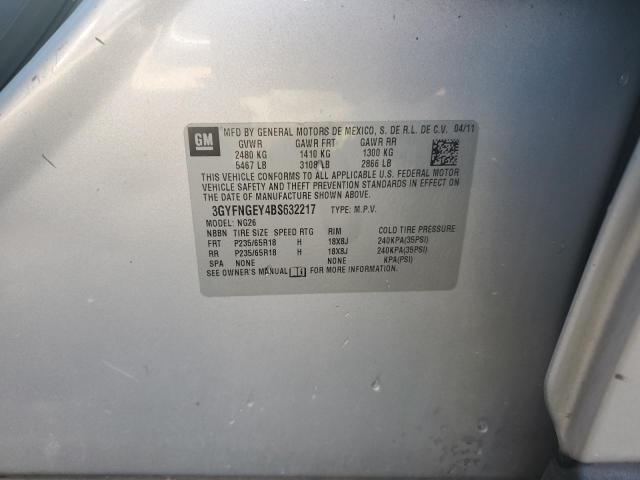 GM
MFD BY GENERAL MOTORS DE MEXICO, S. DE R.L. DE C.V. 04/11
GVWR GAWR FRT GAWR RR
2480 KG 1410 KG 1300 KG
5467 LB 3108 LB 2866 LB
THIS VEHICLE CONFORMS TO ALL APPLICABLE U.S. FEDERAL MOTOR
VEHICLE SAFETY AND THEFT PREVENTION STANDARDS IN EFFECT ON
THE DATE OF MANUFACTURE SHOWN ABOVE.
3GYFNGEY4BS632217 TYPE: M.P.V.
MODEL: NG26
NBBN TIRE SIZE SPEED RTG RIM COLD TIRE PRESSURE
FRT P235/65R18 H 18X8J 240KPA(35PSI)
RR P235/65R18 H 18X8J 240KPA(35PSI)
SPA NONE NONE KPA(PSI)
SEE OWNER'S MANUAL FOR MORE INFORMATION.